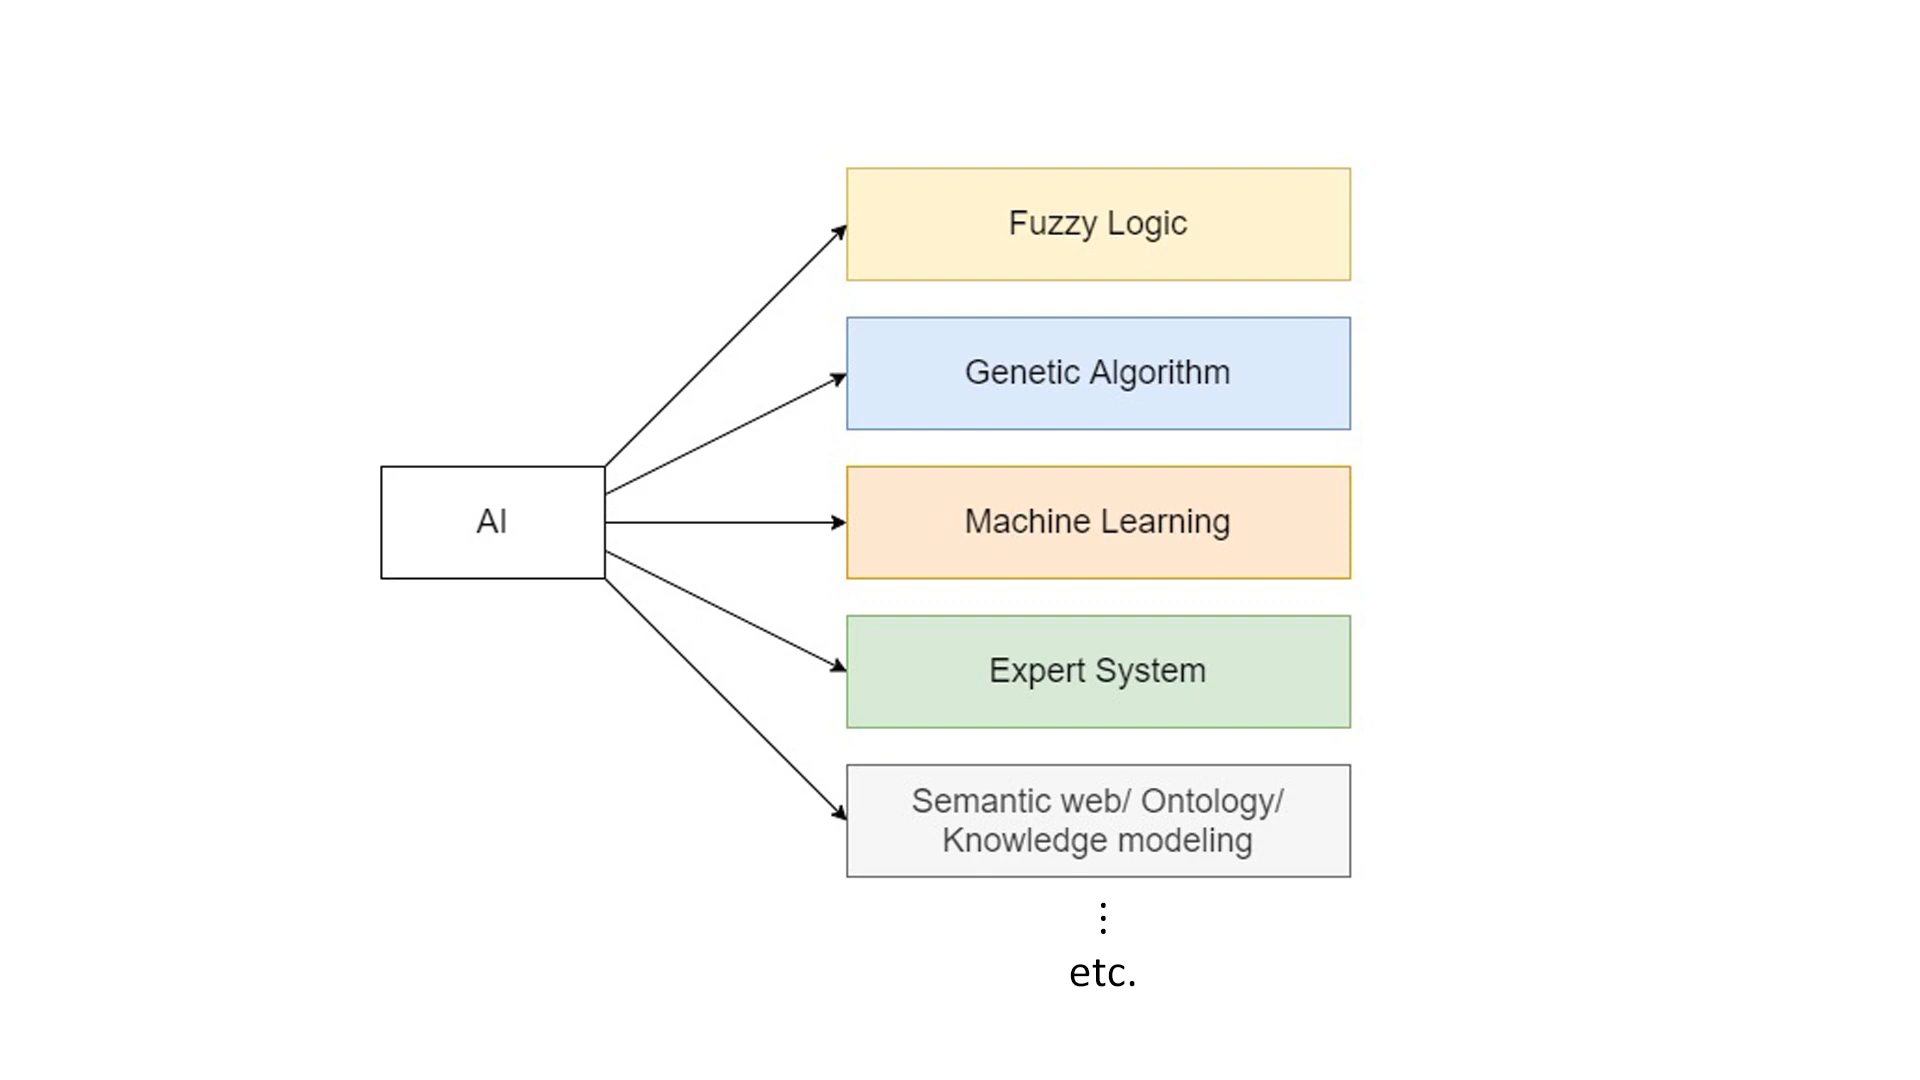 Fuzzy Logic
Genetic Algorithm
AI
Machine Learning
Expert System
Semantic web/ Ontology/
Knowledge modeling
⋮
etc.